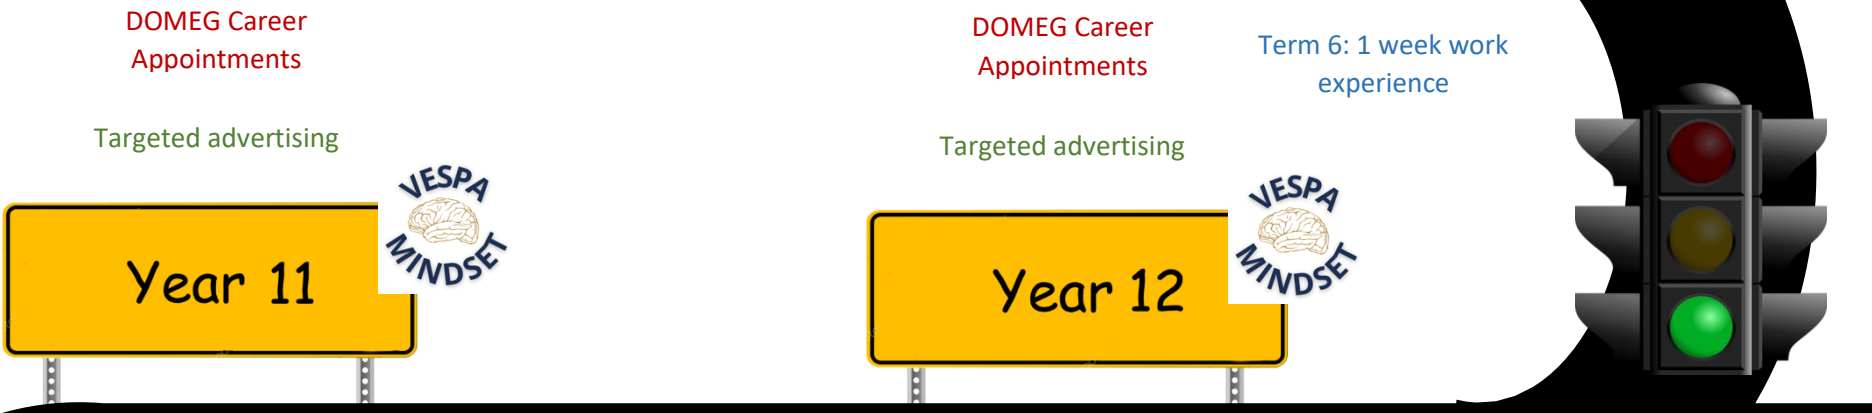 DOMEG Career
Appointments
Targeted advertising
VESPA
MINDSET
Year 11
DOMEG Career
Appointments
Term 6: 1 week work
experience
Targeted advertising
VESPA
MINDSET
Year 12